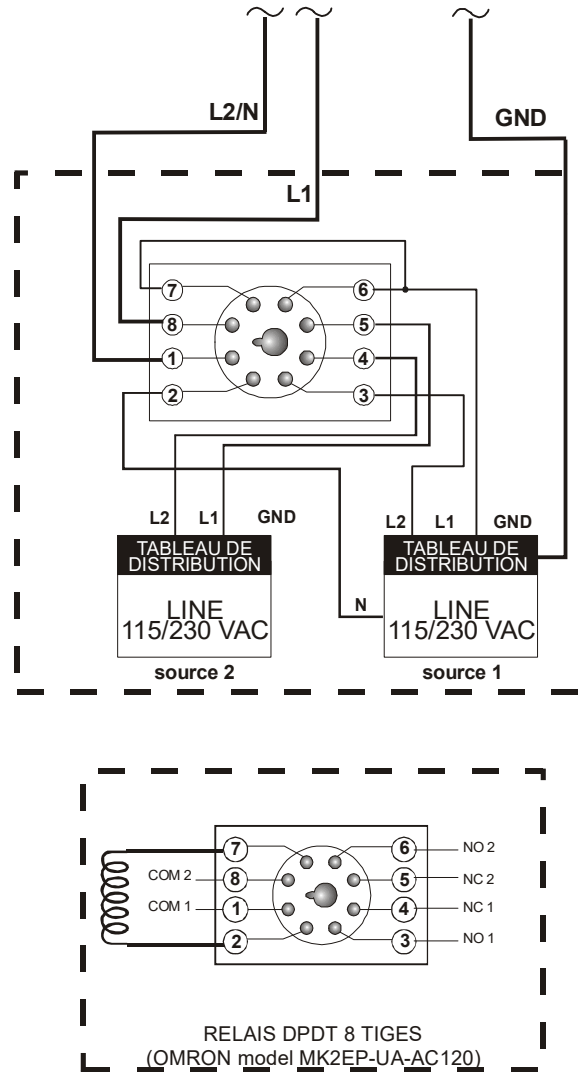 L2/N
GND
L1
7
6
8
5
1
4
2
3
L2 L1 GND
L2 L1 GND
TABLEAU DE
DISTRIBUTION
TABLEAU DE
DISTRIBUTION
LINE
115/230 VAC
N
LINE
115/230 VAC
source 2
source 1
7
6 NO 2
COM 2 8
5 NC 2
COM 1 1
4 NC 1
2
3 NO 1
RELAIS DPDT 8 TIGES
(OMRON model MK2EP-UA-AC120)